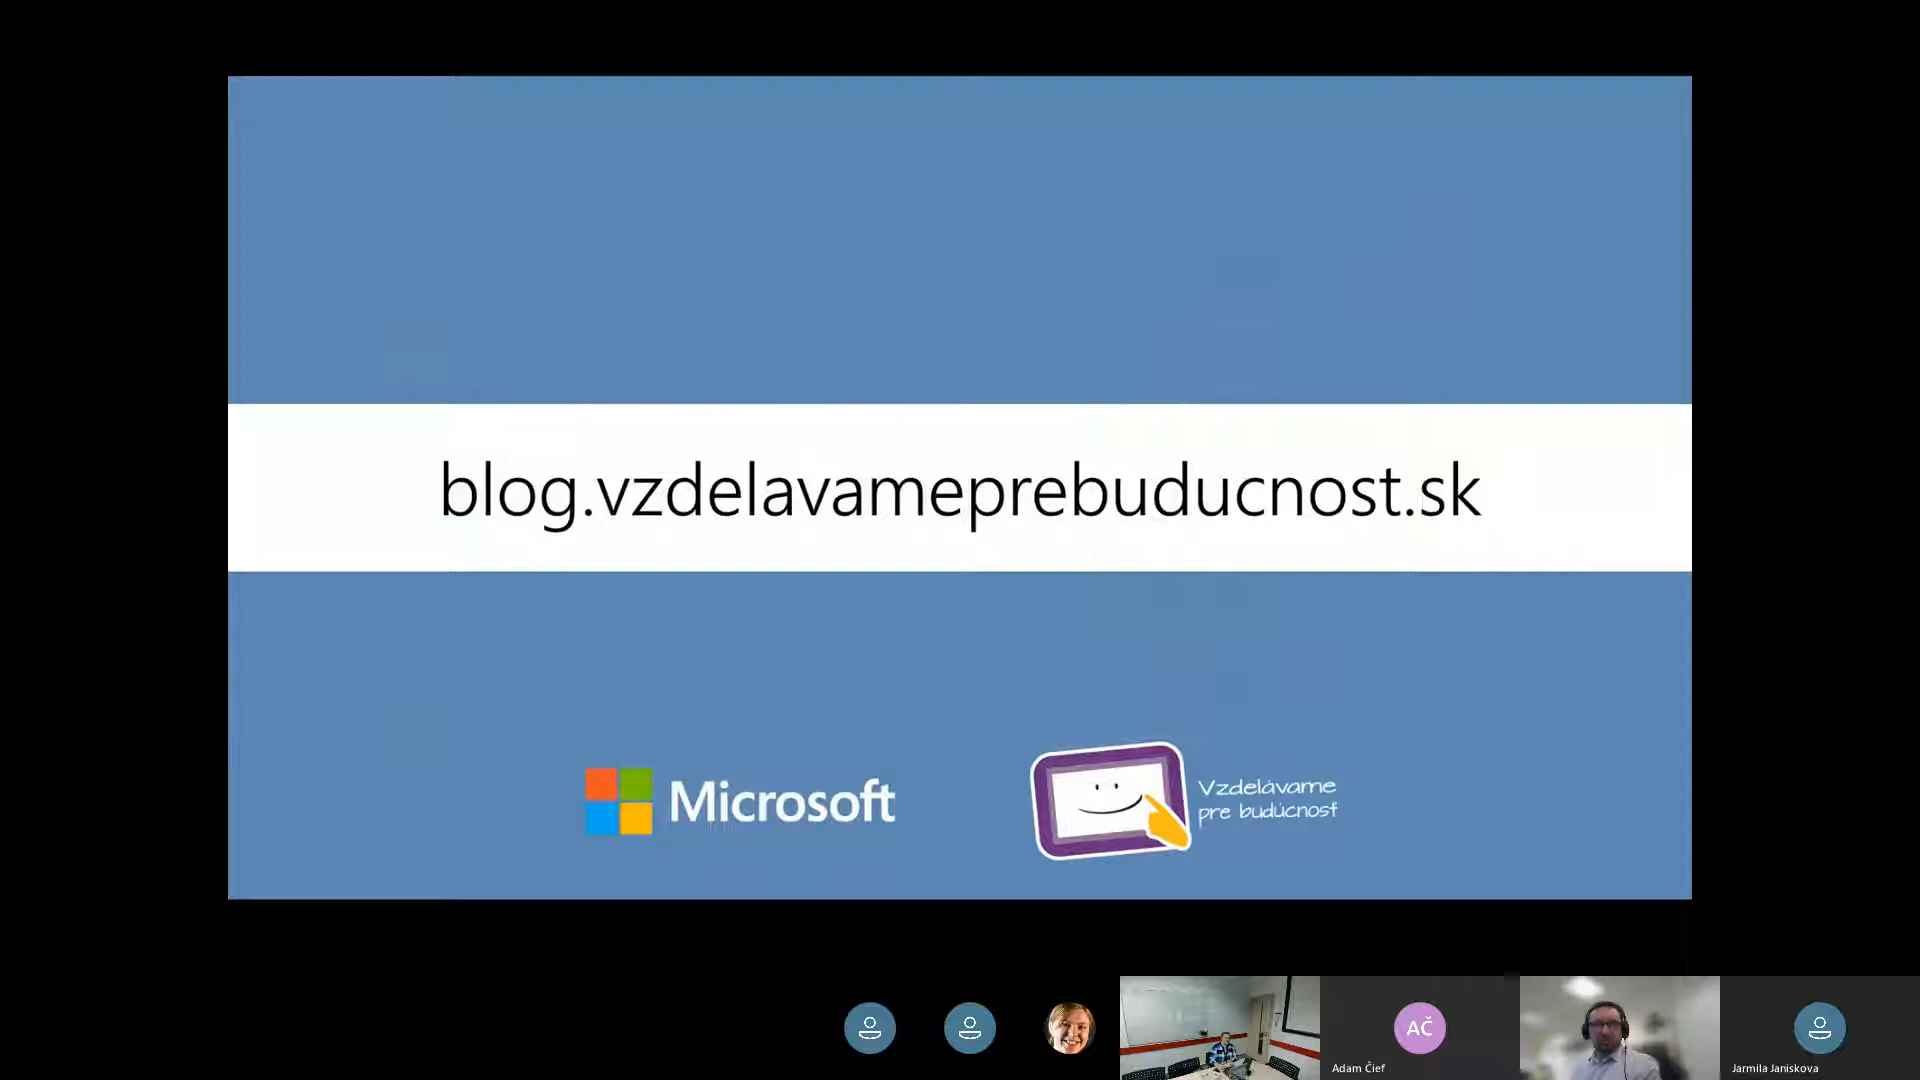 blog.vzdelavameprebuducnost.sk
Microsoft
Vzdelávame
pre budúcnosť
AČ
Adam Čief
Jarmila Janiskova